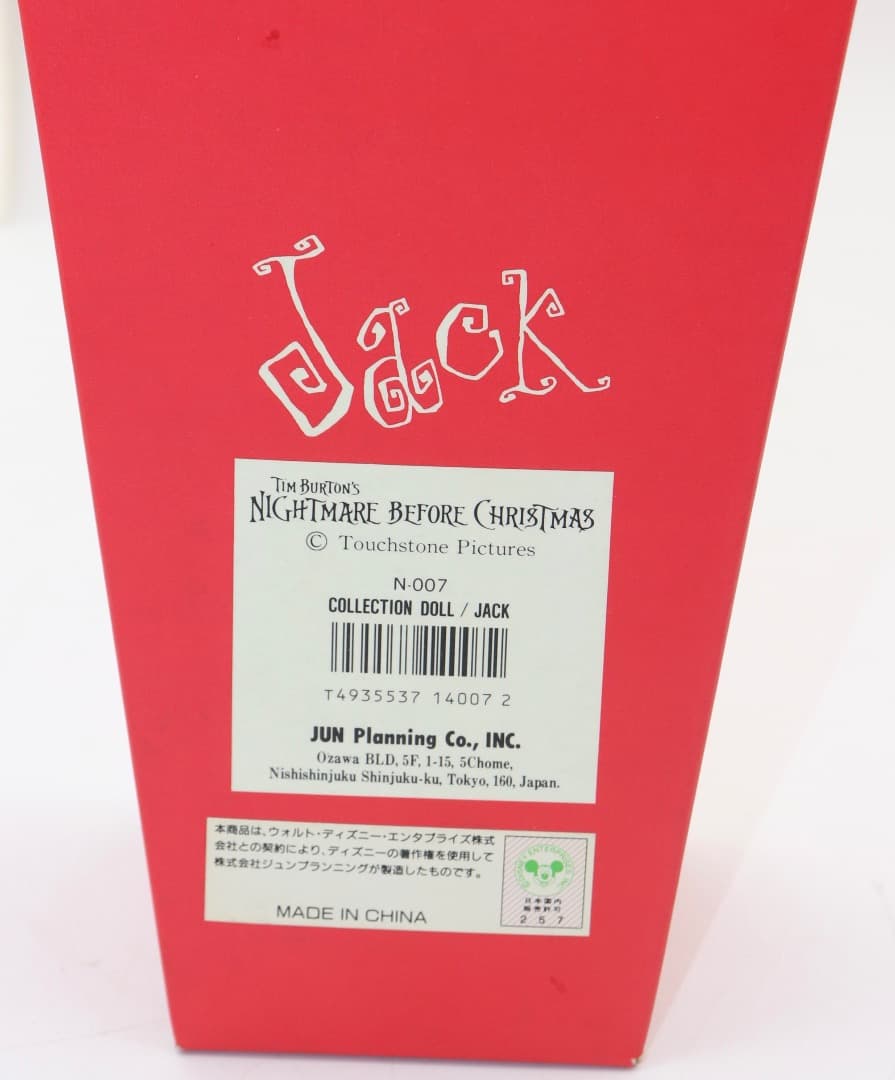 Jack
TIM BURTON'S
NIGHTMARE BEFORE CHRISTMAS
© Touchstone Pictures
N-007
COLLECTION DOLL / JACK
T4935537 14007 2
JUN Planning Co., INC.
Ozawa BLD, 5F, 1-15, 5Chome,
Nishishinjuku Shinjuku-ku, Tokyo, 160, Japan.
本商品は、ウォルト・ディズニー・エンタプライズ株式
会社との契約により、ディズニーの著作権を使用して
株式会社ジュンプランニングが製造したものです。
MADE IN CHINA
日本国内
販売許可
2 5 7